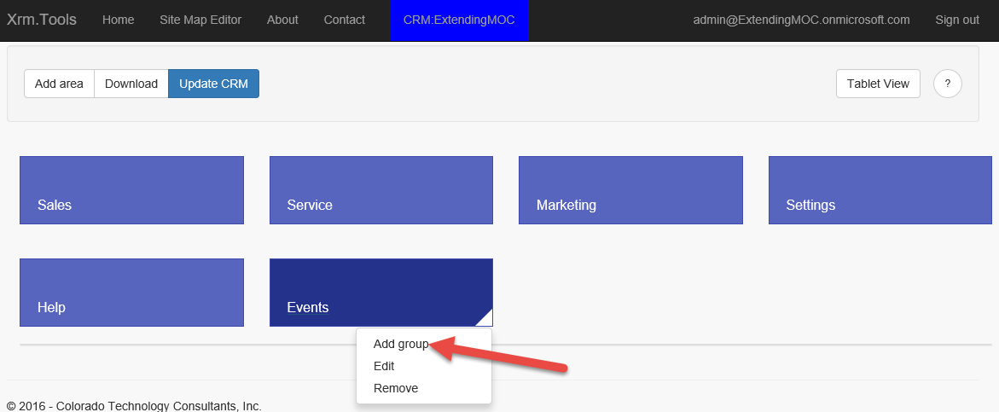 Xrm.Tools Home Site Map Editor About Contact CRM:ExtendingMOC admin@ExtendingMOC.onmicrosoft.com Sign out
Add area Download Update CRM Tablet View ?
Sales Service Marketing Settings
Help Events
Add group
Edit
Remove
© 2016 - Colorado Technology Consultants, Inc.